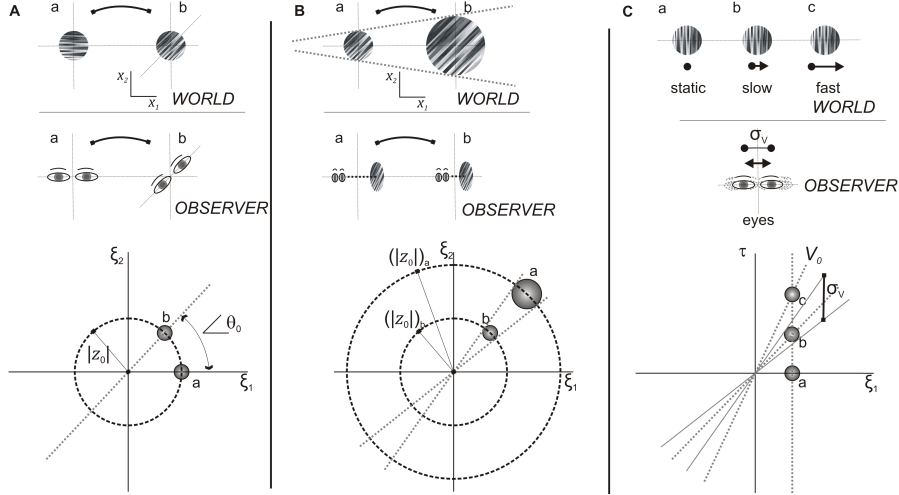 A
a
b
x₂
x₁
WORLD
a
b
OBSERVER
ξ₂
b
θ₀
|z₀|
a
ξ₁
B
a
b
x₂
x₁
WORLD
a
b
OBSERVER
ξ₂
(|z₀|)ₐ
a
(|z₀|)b
b
ξ₁
C
a
b
c
static
slow
fast
WORLD
σᵥ
OBSERVER
eyes
τ
V₀
σᵥ
c
b
a
ξ₁